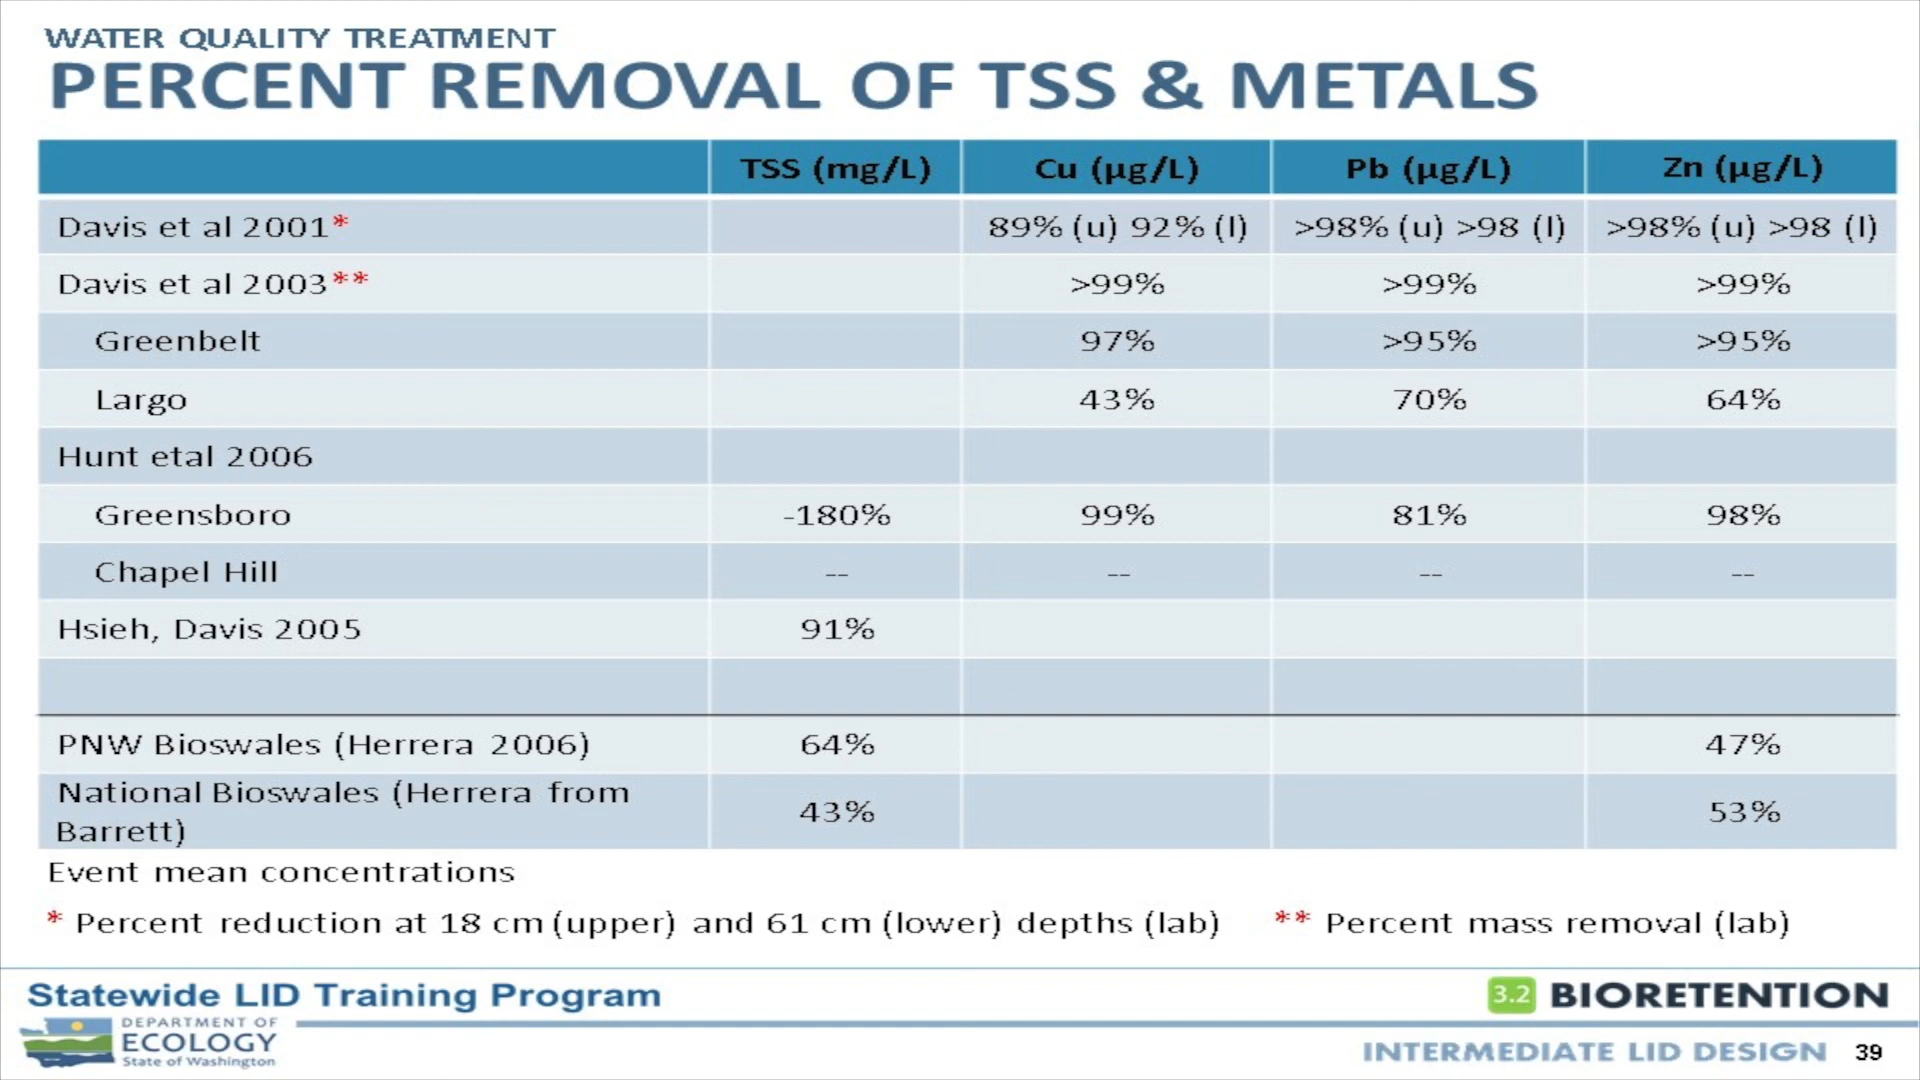 WATER QUALITY TREATMENT
PERCENT REMOVAL OF TSS & METALS
TSS (mg/L) Cu (µg/L) Pb (µg/L) Zn (µg/L)
Davis et al 2001* 89% (u) 92% (l) >98% (u) >98 (l) >98% (u) >98 (l)
Davis et al 2003** >99% >99% >99%
Greenbelt 97% >95% >95%
Largo 43% 70% 64%
Hunt etal 2006
Greensboro -180% 99% 81% 98%
Chapel Hill -- -- -- --
Hsieh, Davis 2005 91%
PNW Bioswales (Herrera 2006) 64% 47%
National Bioswales (Herrera from
Barrett) 43% 53%
Event mean concentrations
* Percent reduction at 18 cm (upper) and 61 cm (lower) depths (lab) ** Percent mass removal (lab)
Statewide LID Training Program
3.2 BIORETENTION
DEPARTMENT OF
ECOLOGY
State of Washington
INTERMEDIATE LID DESIGN 39